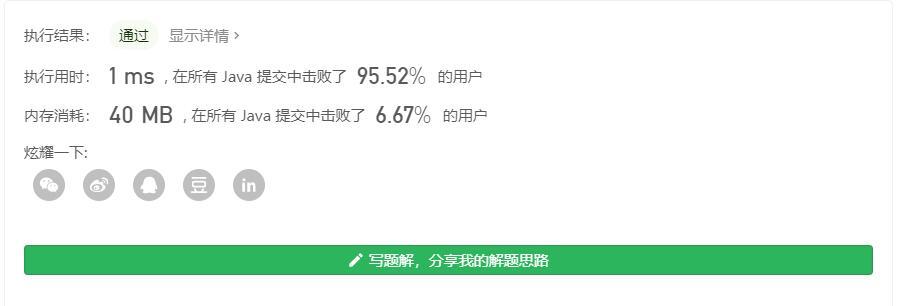 执行结果： 通过 显示详情 ›
执行用时： 1 ms ，在所有 Java 提交中击败了 95.52% 的用户
内存消耗： 40 MB ，在所有 Java 提交中击败了 6.67% 的用户
炫耀一下:
豆 in
写题解，分享我的解题思路